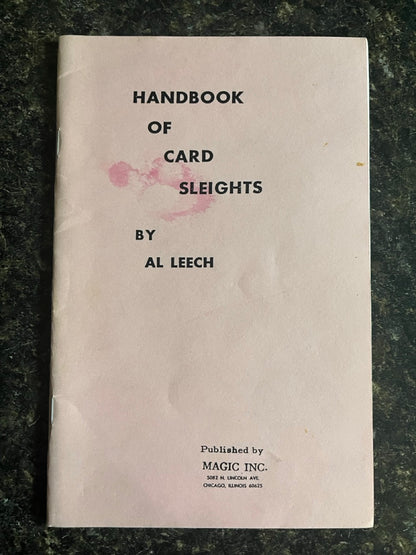 HANDBOOK
OF
CARD
SLEIGHTS
BY
AL LEECH
Published by
MAGIC INC.
5082 N. LINCOLN AVE.
CHICAGO, ILLINOIS 60625